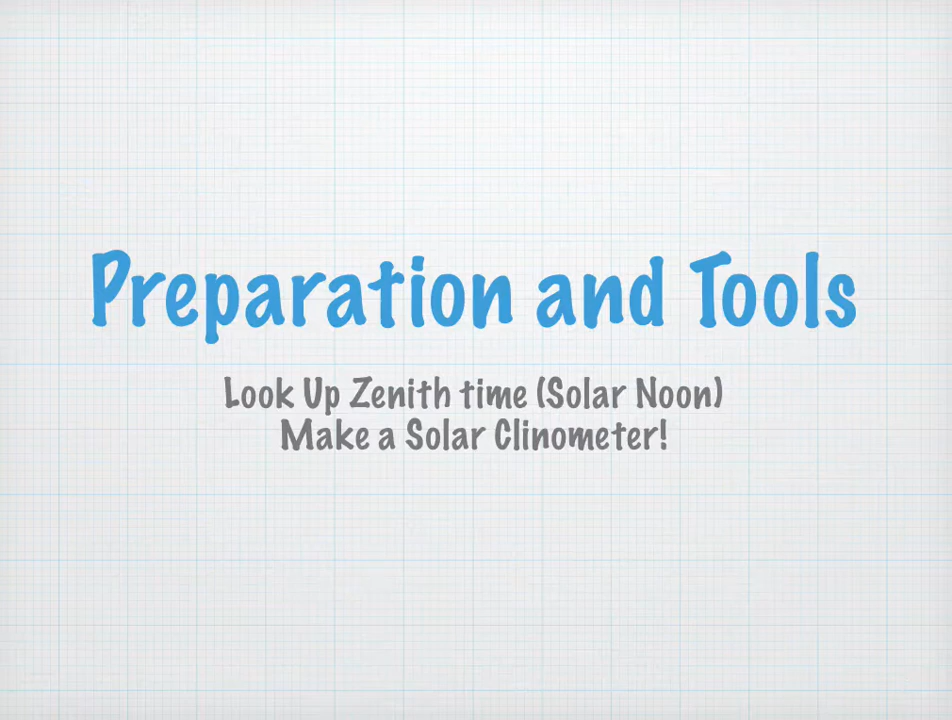 Preparation and Tools
Look Up Zenith time (Solar Noon)
Make a Solar Clinometer!